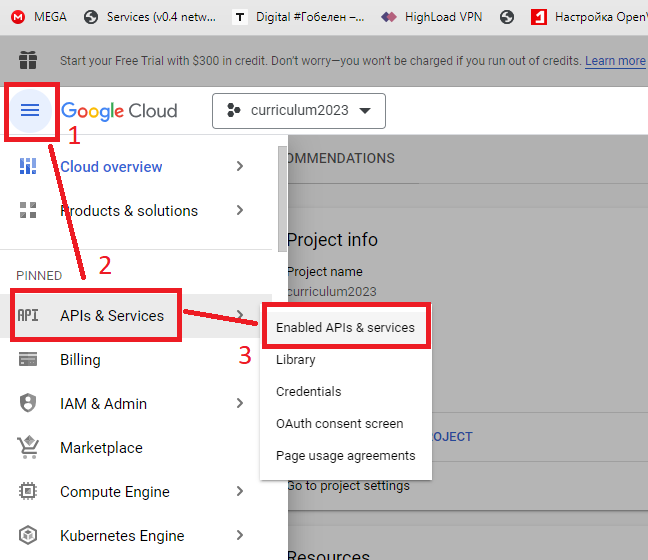 MEGA Services (v0.4 netw... Digital #Гобелен –... HighLoad VPN Настройка OpenV
Start your Free Trial with $300 in credit. Don't worry—you won't be charged if you run out of credits. Learn more
Google Cloud curriculum2023
1
Cloud overview
OMMENDATIONS
Products & solutions
Project info
2
PINNED
Project name
curriculum2023
API APIs & Services
Enabled APIs & services
3
Billing
Library
IAM & Admin
Credentials
OAuth consent screen
ROJECT
Marketplace
Page usage agreements
Compute Engine
Go to project settings
Kubernetes Engine
Resources